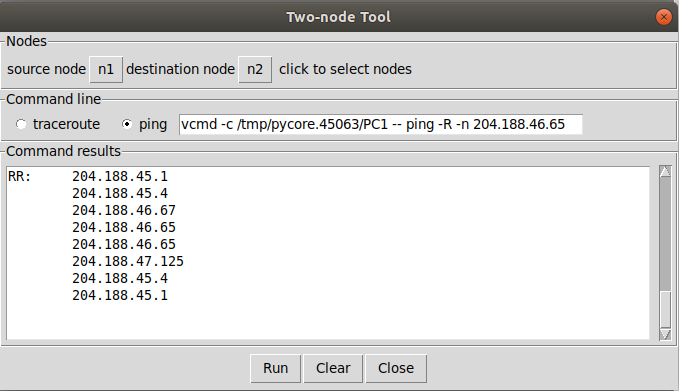 Two-node Tool
Nodes
source node n1 destination node n2 click to select nodes
Command line
traceroute ping vcmd -c /tmp/pycore.45063/PC1 -- ping -R -n 204.188.46.65
Command results
RR: 204.188.45.1
204.188.45.4
204.188.46.67
204.188.46.65
204.188.46.65
204.188.47.125
204.188.45.4
204.188.45.1
Run Clear Close